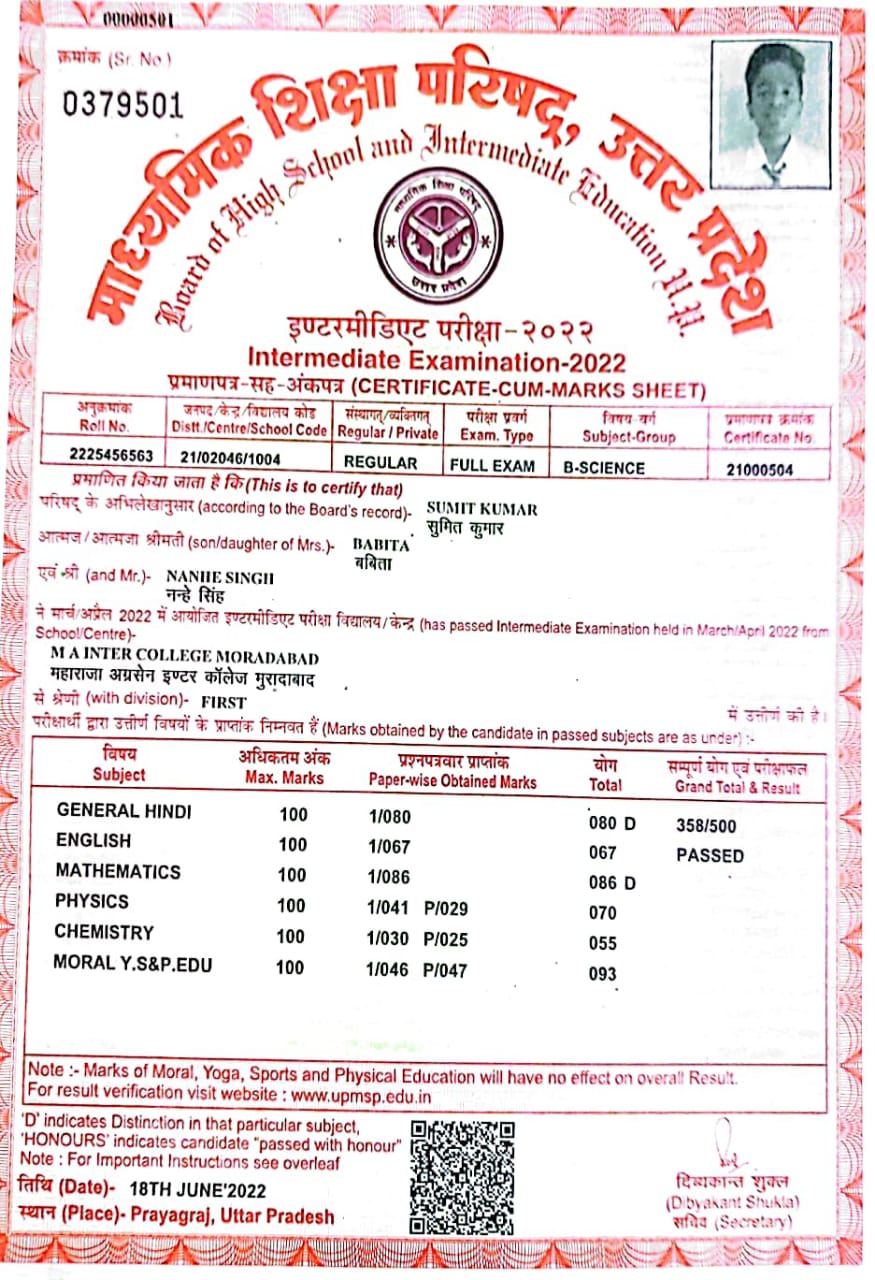 00000501
क्रमांक (Sr. No.)
0379501
माध्यमिक शिक्षा परिषद्, उत्तर प्रदेश
Board of High School and Intermediate Education U.P.
माध्यमिक शिक्षा परिषद्
उत्तर प्रदेश
इण्टरमीडिएट परीक्षा-२०२२
Intermediate Examination-2022
प्रमाणपत्र-सह-अंकपत्र (CERTIFICATE-CUM-MARKS SHEET)
अनुक्रमांक जनपद/केन्द्र/विद्यालय कोड संस्थागत्/व्यक्तिगत् परीक्षा प्रवर्ग विषय वर्ग प्रमाणपत्र क्रमांक
Roll No. Distt./Centre/School Code Regular / Private Exam. Type Subject-Group Certificate No.
2225456563 21/02046/1004 REGULAR FULL EXAM B-SCIENCE 21000504
प्रमाणित किया जाता है कि (This is to certify that)
परिषद् के अभिलेखानुसार (according to the Board's record)- SUMIT KUMAR
सुमित कुमार
आत्मज/आत्मजा श्रीमती (son/daughter of Mrs.)- BABITA
बबिता
एवं श्री (and Mr.)- NANHE SINGH
नन्हे सिंह
ने मार्च/अप्रैल 2022 में आयोजित इण्टरमीडिएट परीक्षा विद्यालय/केन्द्र (has passed Intermediate Examination held in March/April 2022 from
School/Centre)-
M A INTER COLLEGE MORADABAD
महाराजा अग्रसेन इण्टर कॉलेज मुरादाबाद
से श्रेणी (with division)- FIRST में उत्तीर्ण की है।
परीक्षार्थी द्वारा उत्तीर्ण विषयों के प्राप्तांक निम्नवत हैं (Marks obtained by the candidate in passed subjects are as under) :-
विषय अधिकतम अंक प्रश्नपत्रवार प्राप्तांक योग सम्पूर्ण योग एवं परीक्षाफल
Subject Max. Marks Paper-wise Obtained Marks Total Grand Total & Result
GENERAL HINDI 100 1/080 080 D 358/500
ENGLISH 100 1/067 067 PASSED
MATHEMATICS 100 1/086 086 D
PHYSICS 100 1/041 P/029 070
CHEMISTRY 100 1/030 P/025 055
MORAL Y.S&P.EDU 100 1/046 P/047 093
Note :- Marks of Moral, Yoga, Sports and Physical Education will have no effect on overall Result.
For result verification visit website : www.upmsp.edu.in
'D' indicates Distinction in that particular subject,
'HONOURS' indicates candidate "passed with honour"
Note : For Important Instructions see overleaf
तिथि (Date)- 18TH JUNE'2022
स्थान (Place)- Prayagraj, Uttar Pradesh
दिव्यकान्त शुक्ल
(Dibyakant Shukla)
सचिव (Secretary)